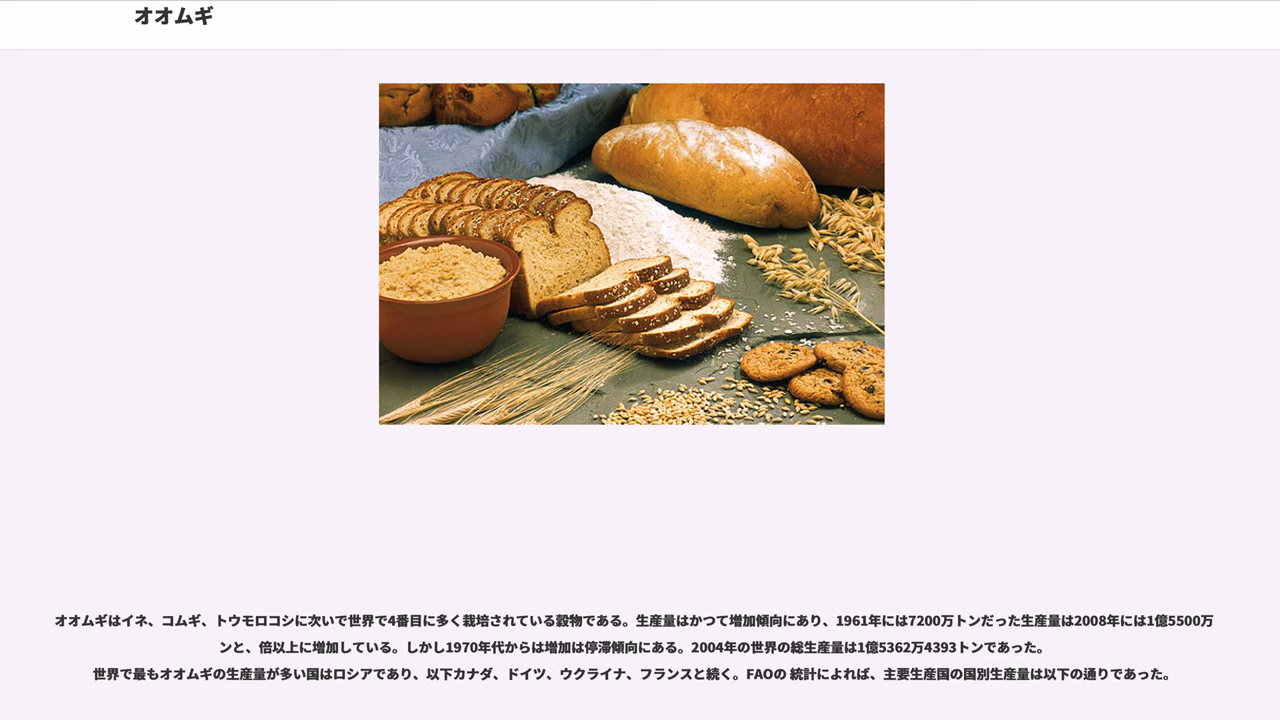 オオムギ
オオムギはイネ、コムギ、トウモロコシに次いで世界で4番目に多く栽培されている穀物である。生産量はかつて増加傾向にあり、1961年には7200万トンだった生産量は2008年には1億5500万
ンと、倍以上に増加している。しかし1970年代からは増加は停滞傾向にある。2004年の世界の総生産量は1億5362万4393トンであった。
世界で最もオオムギの生産量が多い国はロシアであり、以下カナダ、ドイツ、ウクライナ、フランスと続く。FAOの 統計によれば、主要生産国の国別生産量は以下の通りであった。